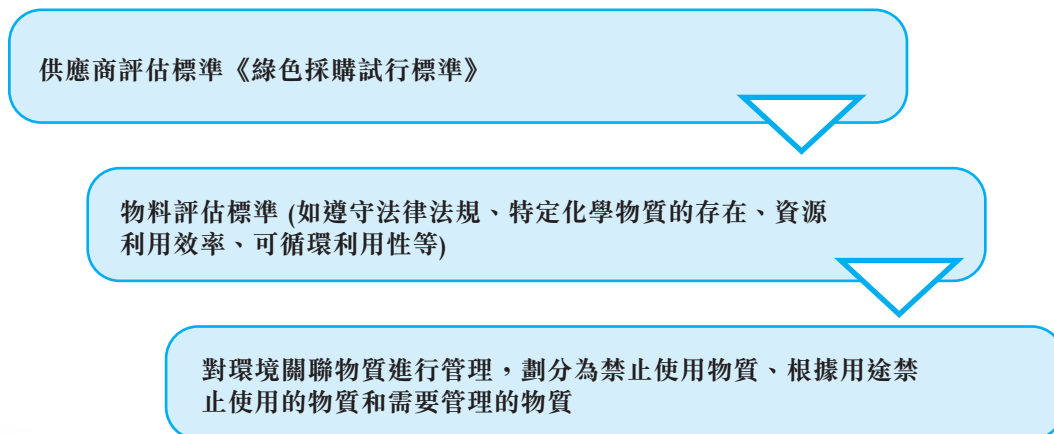 供應商評估標準《綠色採購試行標準》
物料評估標準 (如遵守法律法規、特定化學物質的存在、資源
利用效率、可循環利用性等)
對環境關聯物質進行管理，劃分為禁止使用物質、根據用途禁
止使用的物質和需要管理的物質